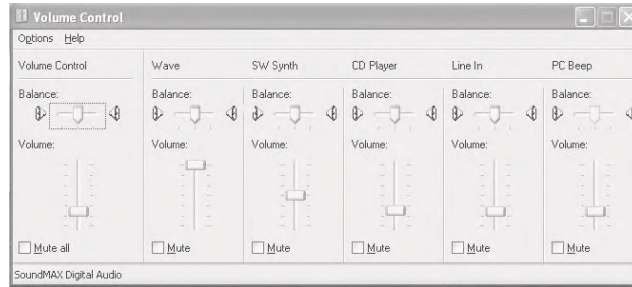 Volume Control
Options Help
Volume Control Wave SW Synth CD Player Line In PC Beep
Balance: Balance: Balance: Balance: Balance: Balance:
Volume: Volume: Volume: Volume: Volume: Volume:
Mute all Mute Mute Mute Mute Mute
SoundMAX Digital Audio